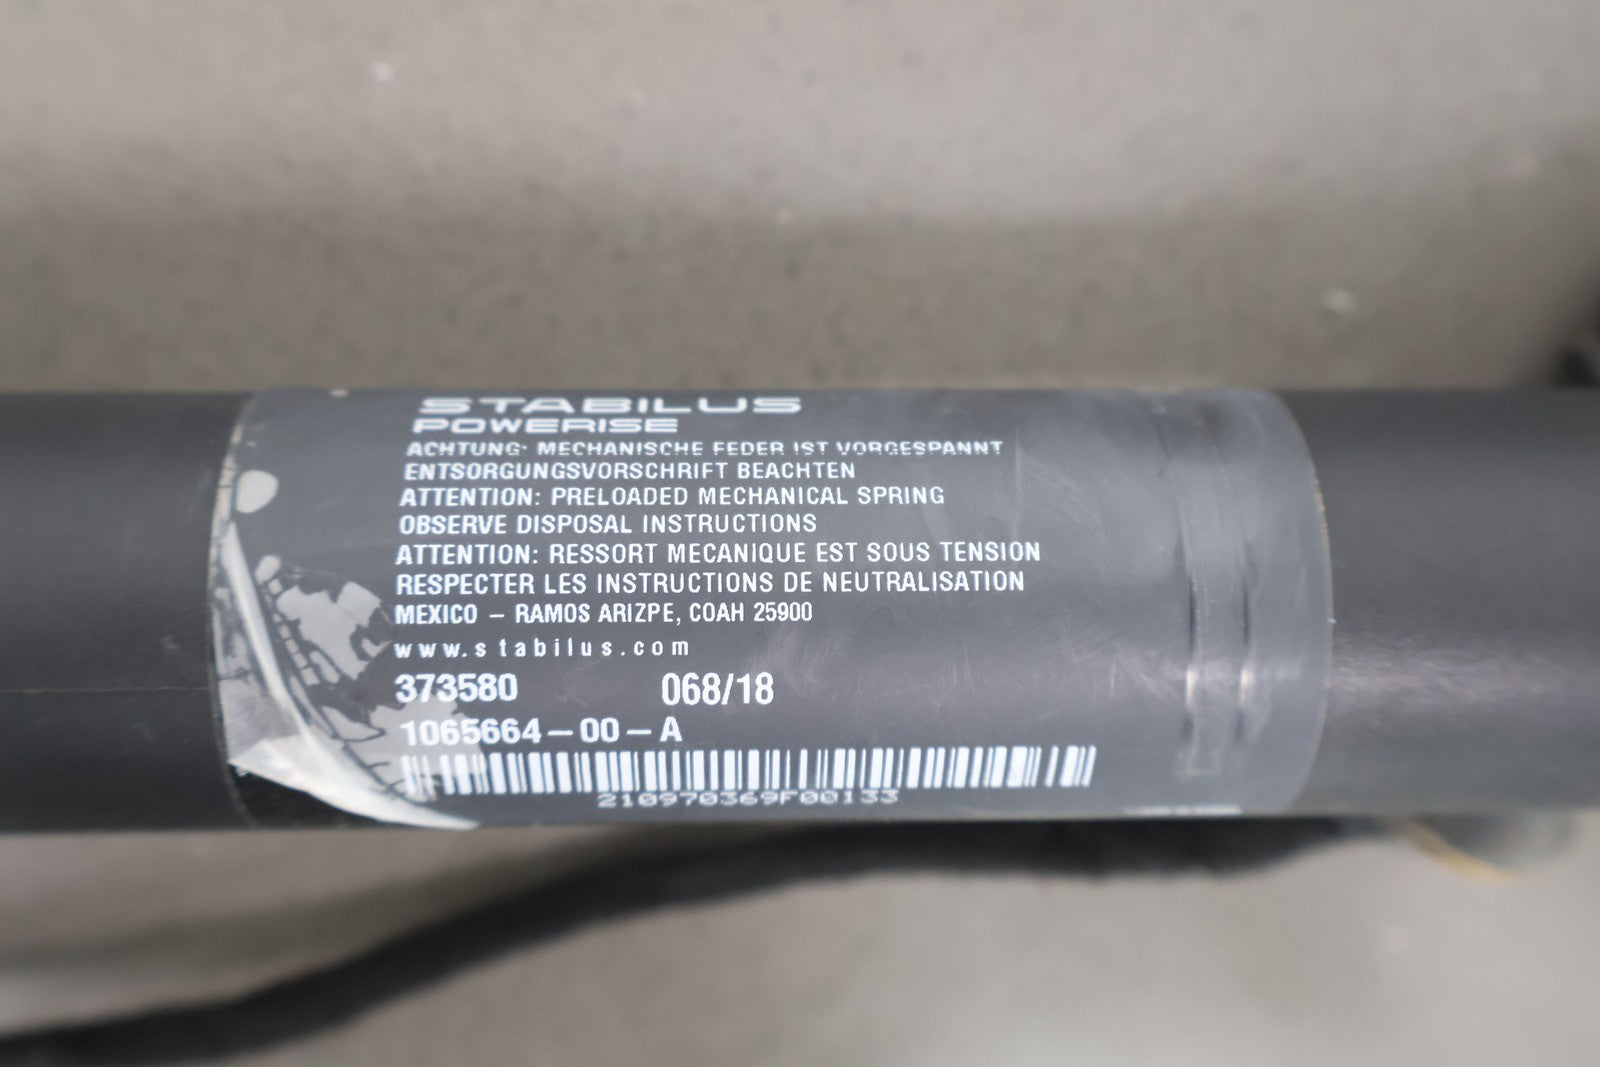 STABILUS
POWERISE
ACHTUNG: MECHANISCHE FEDER IST VORGESPANNT
ENTSORGUNGSVORSCHRIFT BEACHTEN
ATTENTION: PRELOADED MECHANICAL SPRING
OBSERVE DISPOSAL INSTRUCTIONS
ATTENTION: RESSORT MECANIQUE EST SOUS TENSION
RESPECTER LES INSTRUCTIONS DE NEUTRALISATION
MEXICO – RAMOS ARIZPE, COAH 25900
www.stabilus.com
373580 068/18
1065664-00-A
210970369F00133